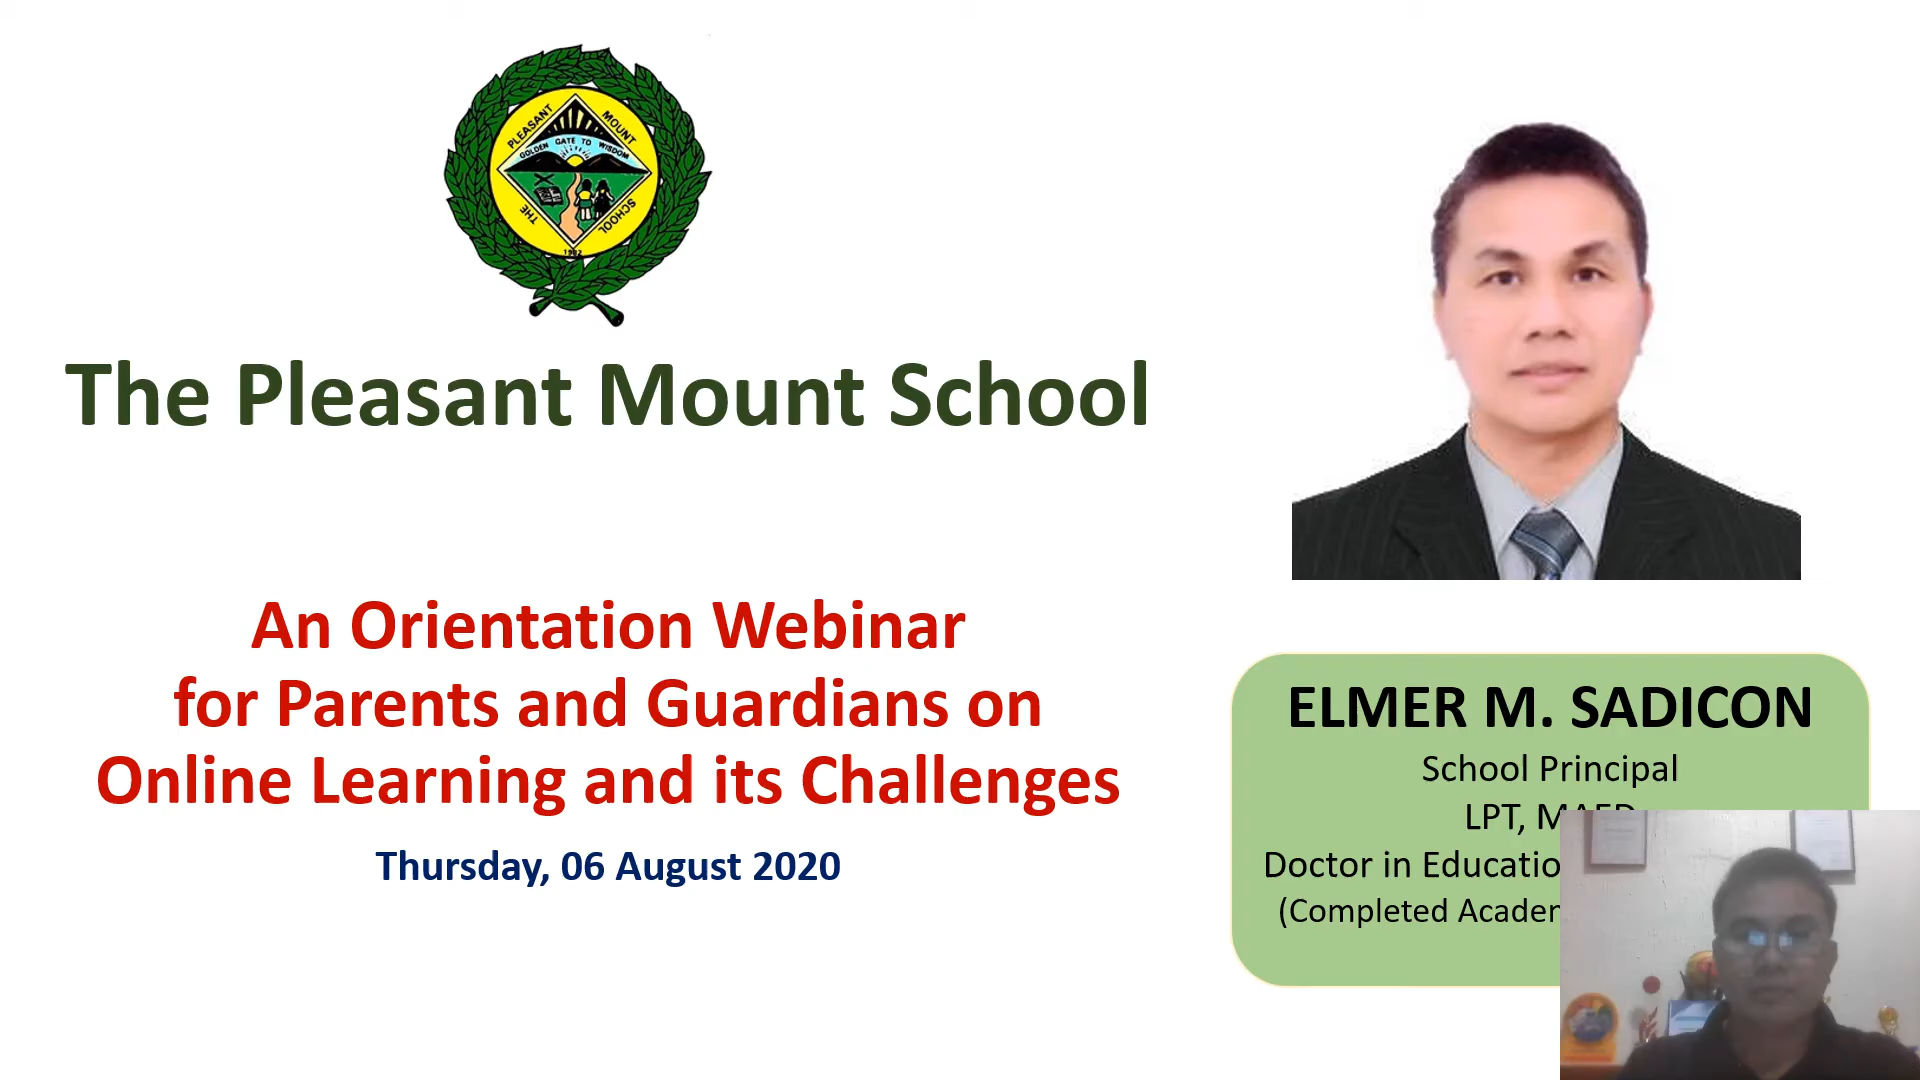 THE PLEASANT MOUNT SCHOOL
GOLDEN GATE TO WISDOM
The Pleasant Mount School
An Orientation Webinar
for Parents and Guardians on
Online Learning and its Challenges
Thursday, 06 August 2020
ELMER M. SADICON
School Principal
LPT, MAED
Doctor in Educatio
(Completed Acade